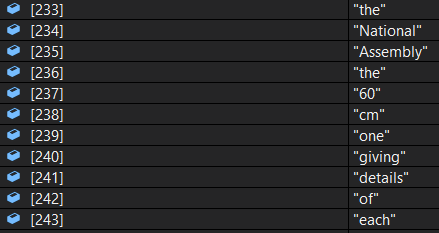 [233] "the"
[234] "National"
[235] "Assembly"
[236] "the"
[237] "60"
[238] "cm"
[239] "one"
[240] "giving"
[241] "details"
[242] "of"
[243] "each"